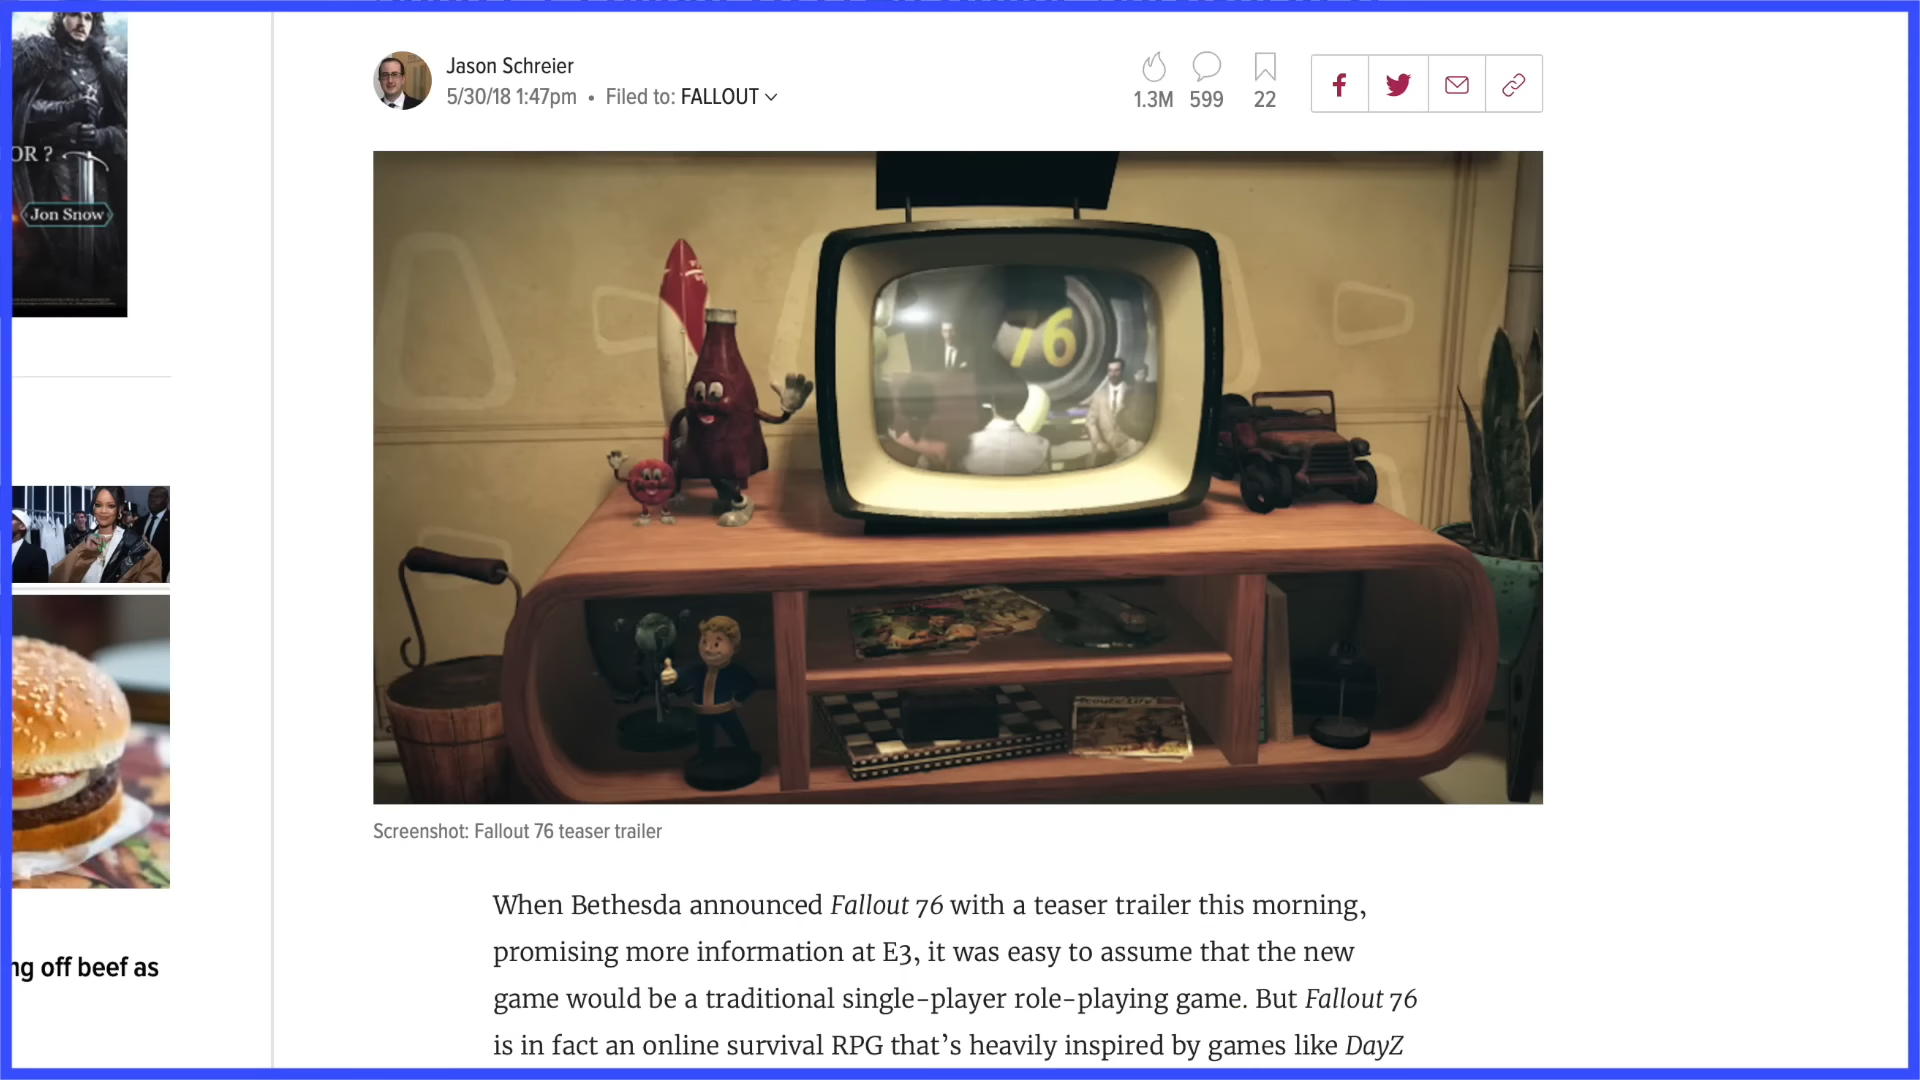 OR ?
Jon Snow
ng off beef as
Jason Schreier
5/30/18 1:47pm • Filed to: FALLOUT
1.3M 599 22
76
Screenshot: Fallout 76 teaser trailer
When Bethesda announced Fallout 76 with a teaser trailer this morning,
promising more information at E3, it was easy to assume that the new
game would be a traditional single-player role-playing game. But Fallout 76
is in fact an online survival RPG that’s heavily inspired by games like DayZ